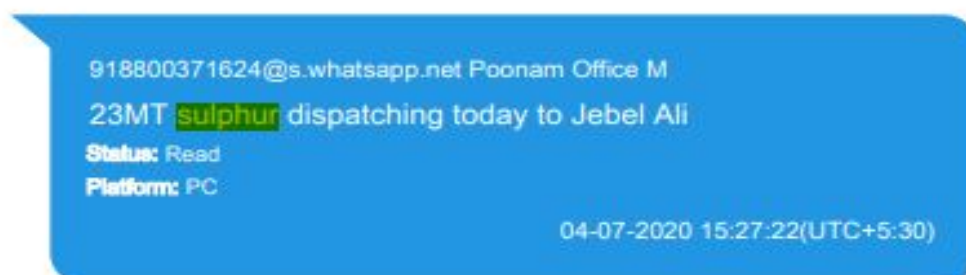 918800371624@s.whatsapp.net Poonam Office M
23MT sulphur dispatching today to Jebel Ali
Status: Read
Platform: PC
04-07-2020 15:27:22(UTC+5:30)